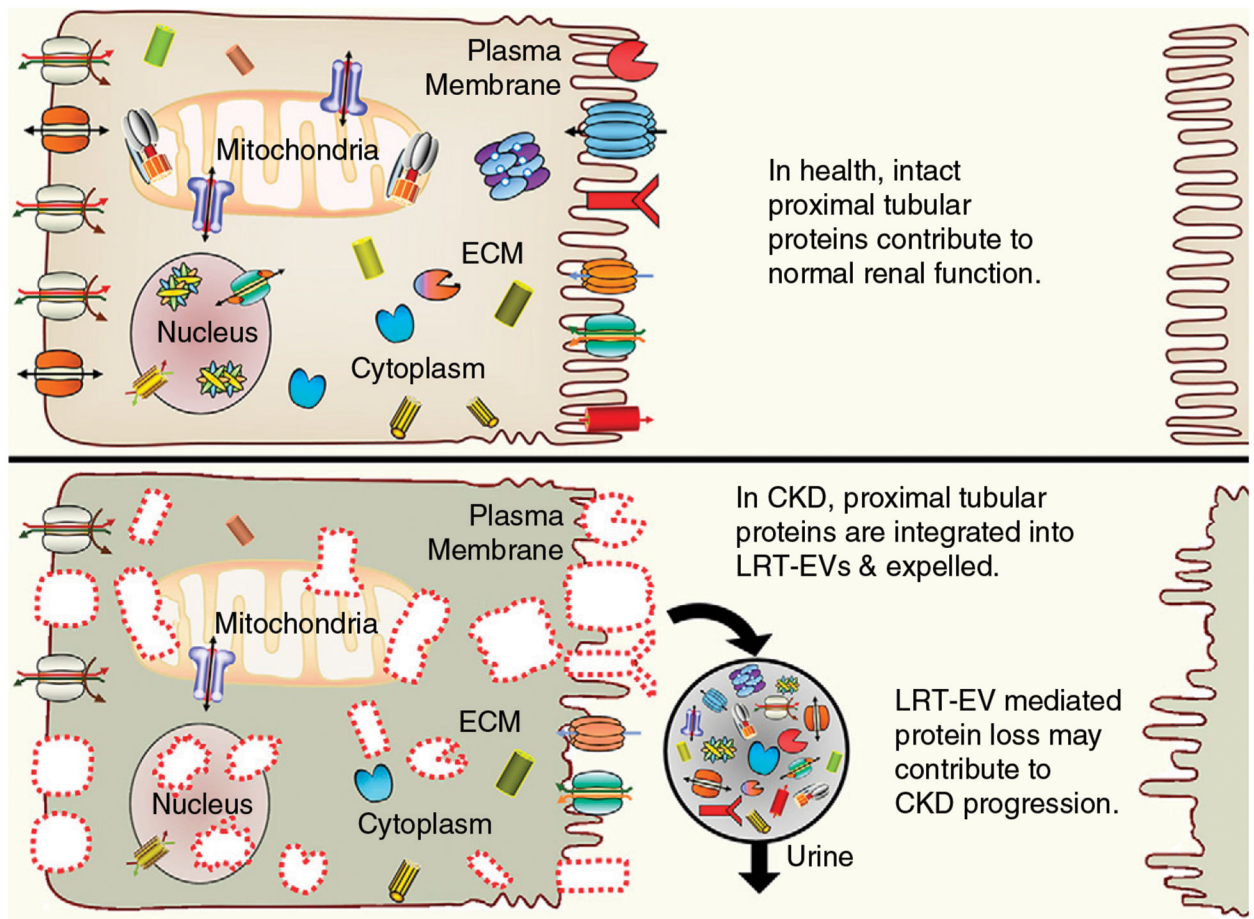 Plasma
Membrane
Mitochondria
In health, intact
proximal tubular
proteins contribute to
normal renal function.
ECM
Nucleus
Cytoplasm
Plasma
Membrane
In CKD, proximal tubular
proteins are integrated into
LRT-EVs & expelled.
Mitochondria
ECM
LRT-EV mediated
protein loss may
contribute to
CKD progression.
Nucleus
Cytoplasm
Urine